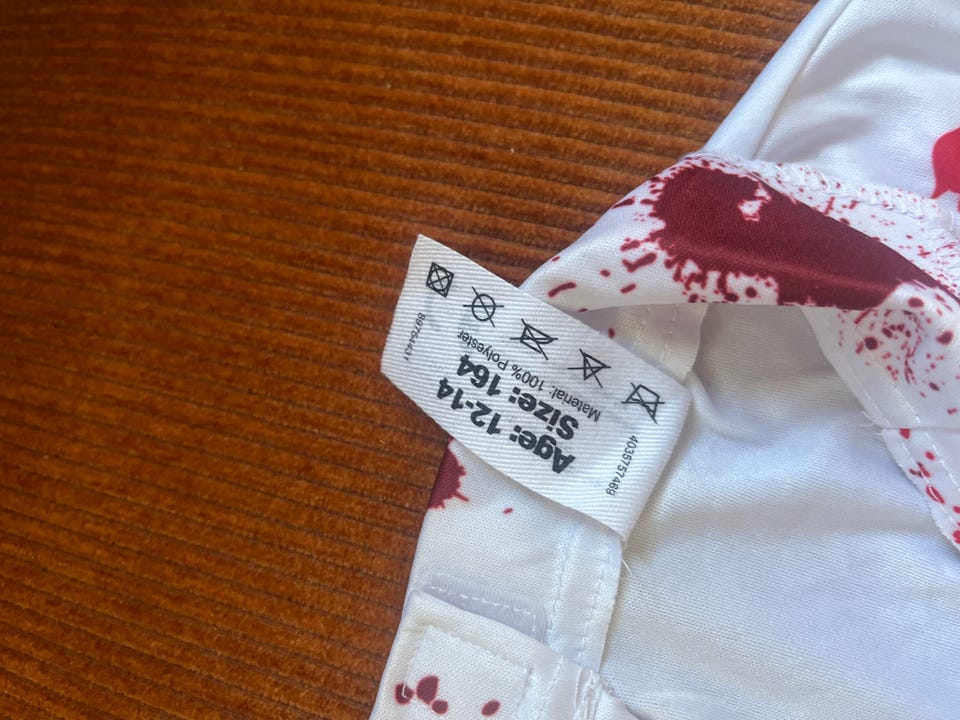 4035757469
Material: 100% Polyester
Size: 164
Age: 12-14